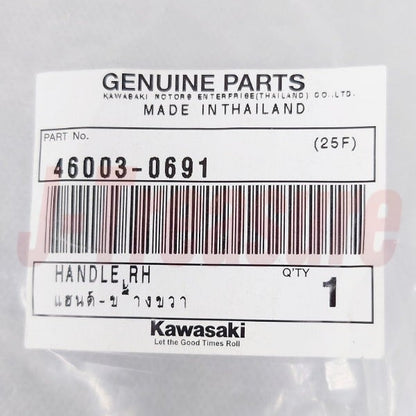 GENUINE PARTS
KAWASAKI MOTORS ENTERPRISE(THAILAND) CO.,LTD.
MADE INTHAILAND
PART No.
(25F)
46003-0691
J-Treasure
HANDLE,RH
Q'TY
1
แฮนด์-ข้างขวา
Kawasaki
Let the Good Times Roll